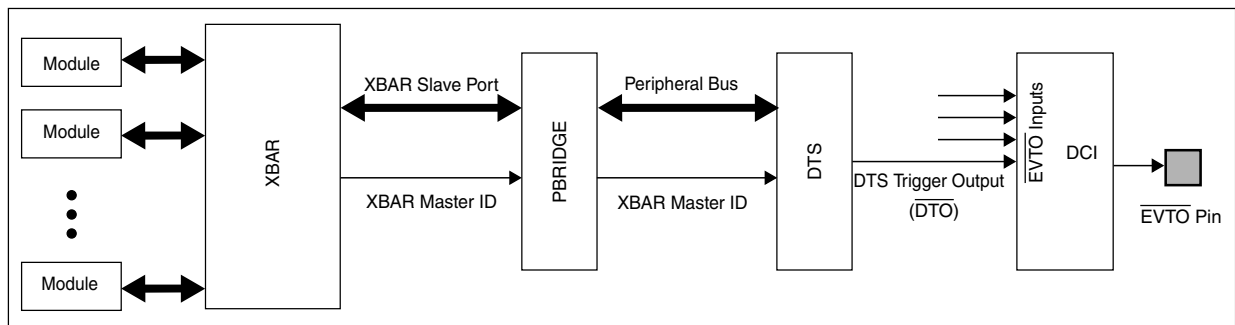 Module
Module
Module
XBAR
XBAR Slave Port
XBAR Master ID
PBRIDGE
Peripheral Bus
XBAR Master ID
DTS
DTS Trigger Output
(DTO)
EVTO Inputs
DCI
EVTO Pin